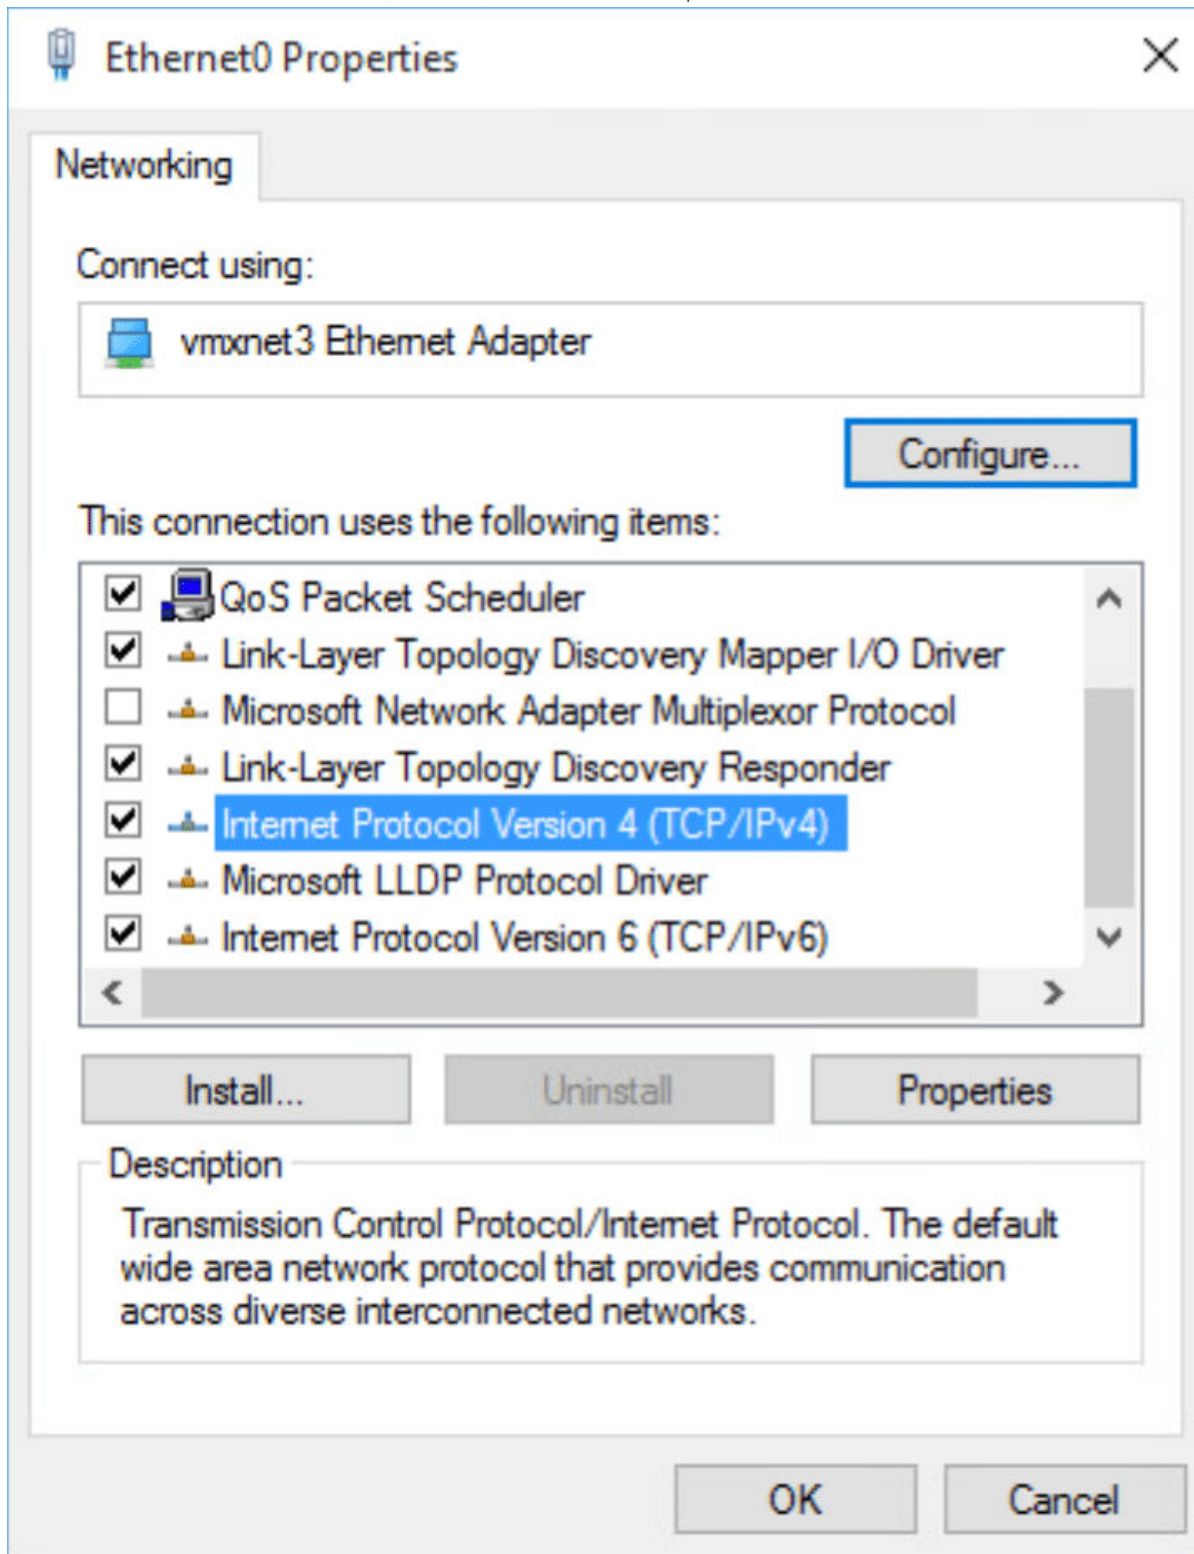 Ethernet0 Properties
Networking
Connect using:
vmxnet3 Ethernet Adapter
Configure...
This connection uses the following items:
QoS Packet Scheduler
Link-Layer Topology Discovery Mapper I/O Driver
Microsoft Network Adapter Multiplexor Protocol
Link-Layer Topology Discovery Responder
Internet Protocol Version 4 (TCP/IPv4)
Microsoft LLDP Protocol Driver
Internet Protocol Version 6 (TCP/IPv6)
Install...
Uninstall
Properties
Description
Transmission Control Protocol/Internet Protocol. The default
wide area network protocol that provides communication
across diverse interconnected networks.
OK
Cancel